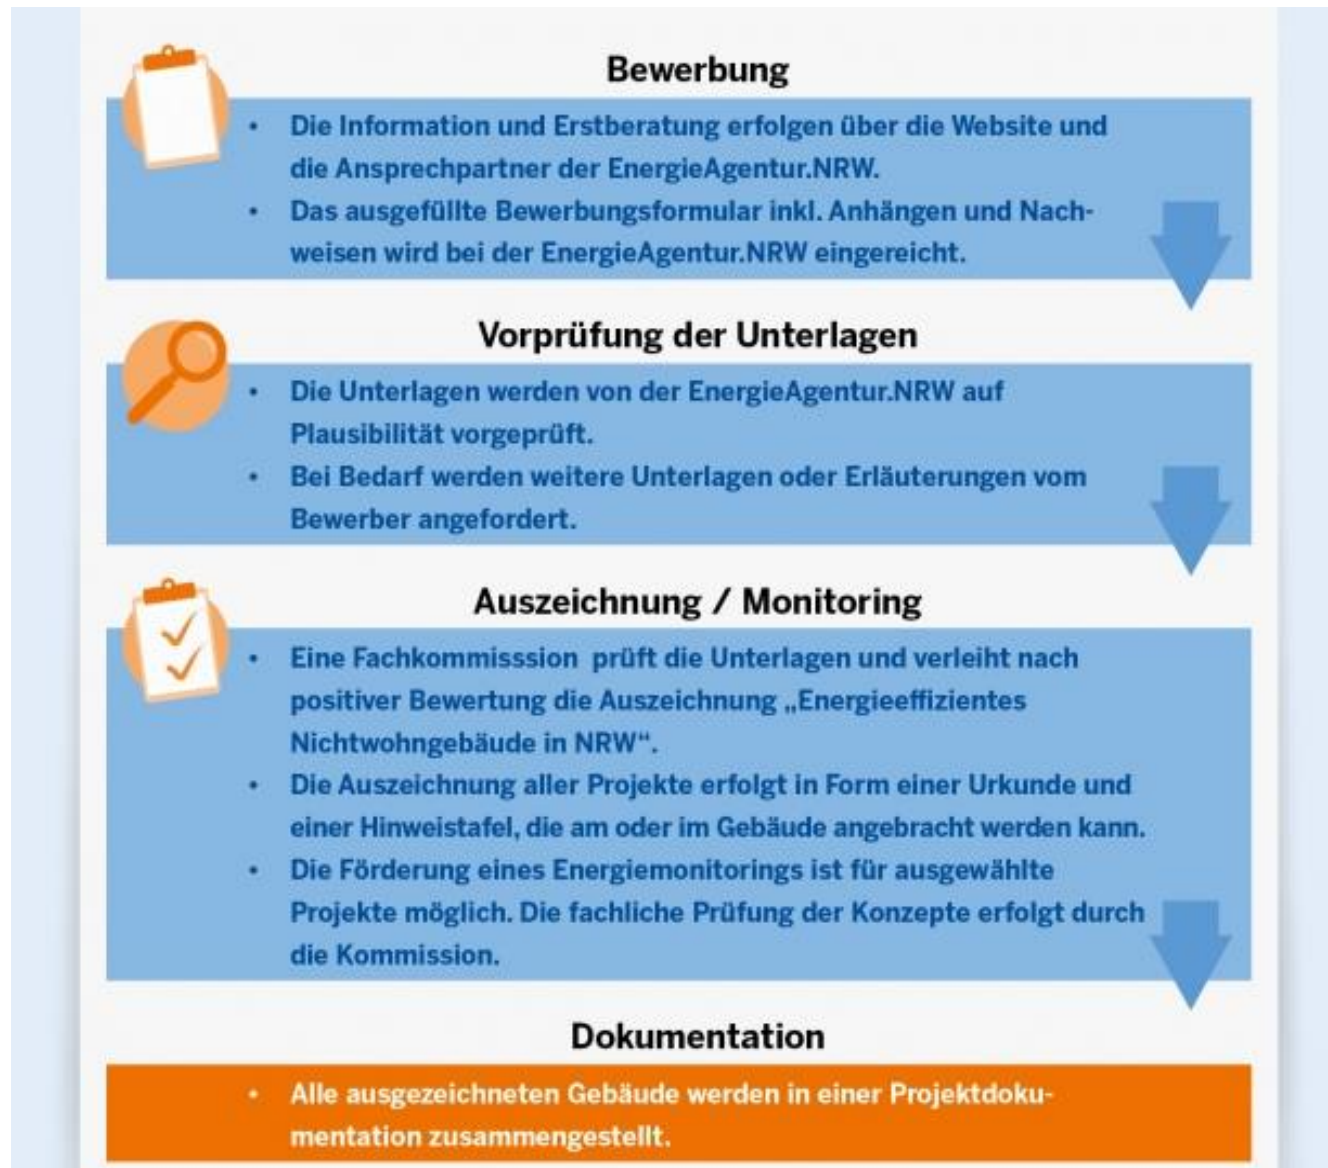 Bewerbung
• Die Information und Erstberatung erfolgen über die Website und
die Ansprechpartner der EnergieAgentur.NRW.
• Das ausgefüllte Bewerbungsformular inkl. Anhängen und Nach-
weisen wird bei der EnergieAgentur.NRW eingereicht.
Vorprüfung der Unterlagen
• Die Unterlagen werden von der EnergieAgentur.NRW auf
Plausibilität vorgeprüft.
• Bei Bedarf werden weitere Unterlagen oder Erläuterungen vom
Bewerber angefordert.
Auszeichnung / Monitoring
• Eine Fachkommisssion prüft die Unterlagen und verleiht nach
positiver Bewertung die Auszeichnung „Energieeffizientes
Nichtwohngebäude in NRW“.
• Die Auszeichnung aller Projekte erfolgt in Form einer Urkunde und
einer Hinweistafel, die am oder im Gebäude angebracht werden kann.
• Die Förderung eines Energiemonitorings ist für ausgewählte
Projekte möglich. Die fachliche Prüfung der Konzepte erfolgt durch
die Kommission.
Dokumentation
• Alle ausgezeichneten Gebäude werden in einer Projektdoku-
mentation zusammengestellt.